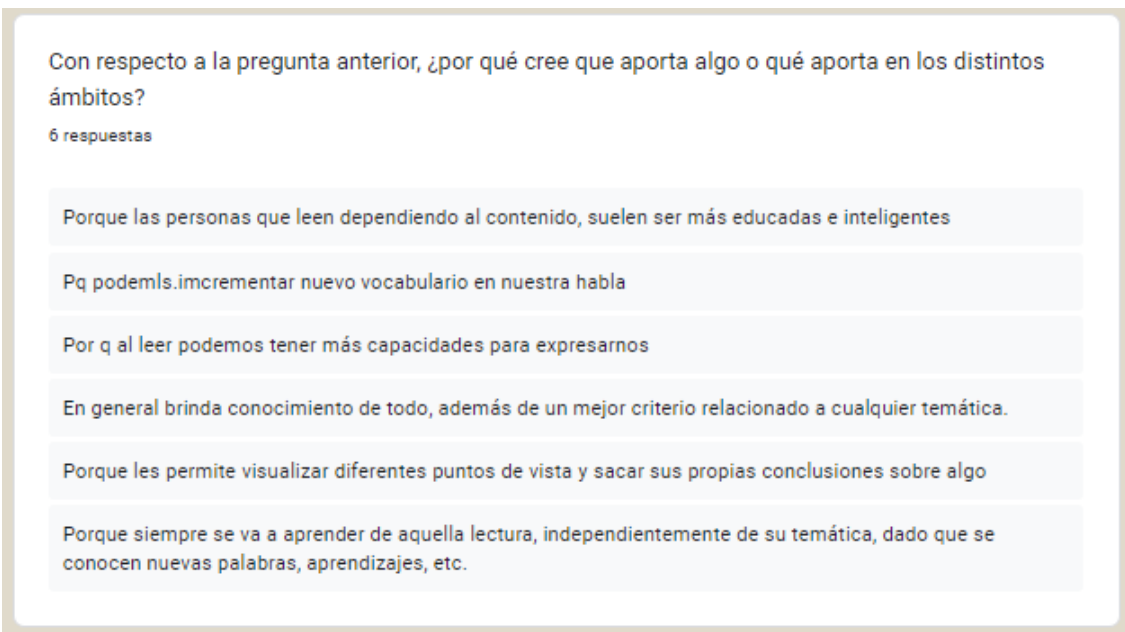 Con respecto a la pregunta anterior, ¿por qué cree que aporta algo o qué aporta en los distintos
ámbitos?
6 respuestas
Porque las personas que leen dependiendo al contenido, suelen ser más educadas e inteligentes
Pq podemls.imcrementar nuevo vocabulario en nuestra habla
Por q al leer podemos tener más capacidades para expresarnos
En general brinda conocimiento de todo, además de un mejor criterio relacionado a cualquier temática.
Porque les permite visualizar diferentes puntos de vista y sacar sus propias conclusiones sobre algo
Porque siempre se va a aprender de aquella lectura, independientemente de su temática, dado que se
conocen nuevas palabras, aprendizajes, etc.